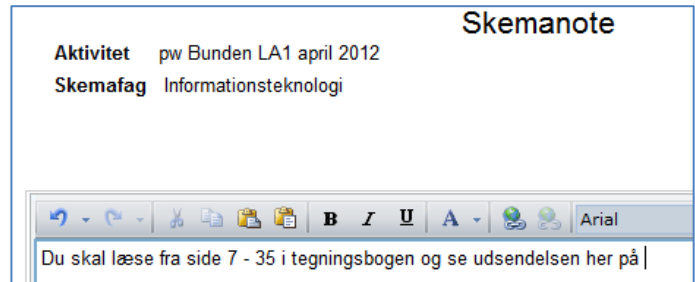 Skemanote
Aktivitet pw Bunden LA1 april 2012
Skemafag Informationsteknologi
B I U A Arial
Du skal læse fra side 7 - 35 i tegningsbogen og se udsendelsen her på